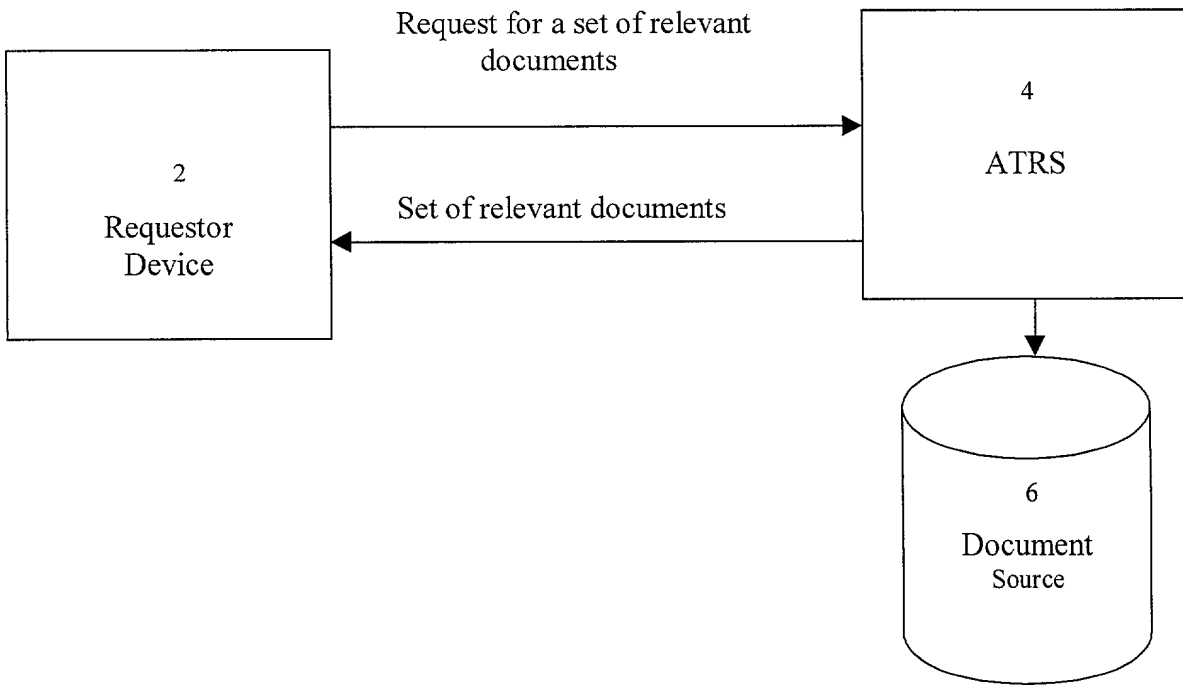 Request for a set of relevant
documents
4
ATRS
2
Requestor
Device
Set of relevant documents
6
Document
Source